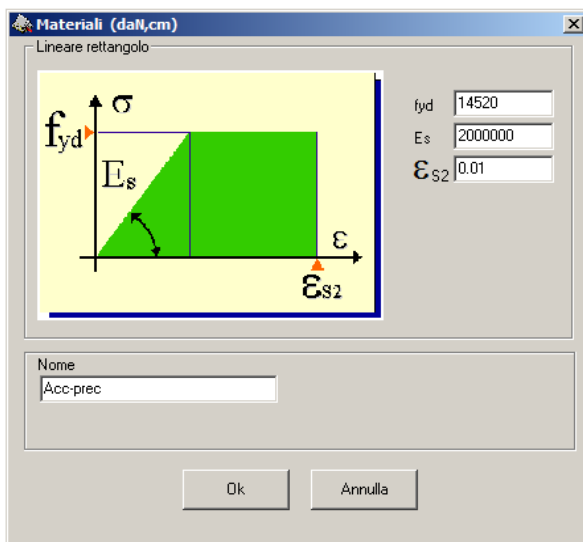 Materiali (daN,cm)
Lineare rettangolo
σ
fyd
Es
ε
εS2
fyd 14520
Es 2000000
εS2 0.01
Nome
Acc-prec
Ok Annulla